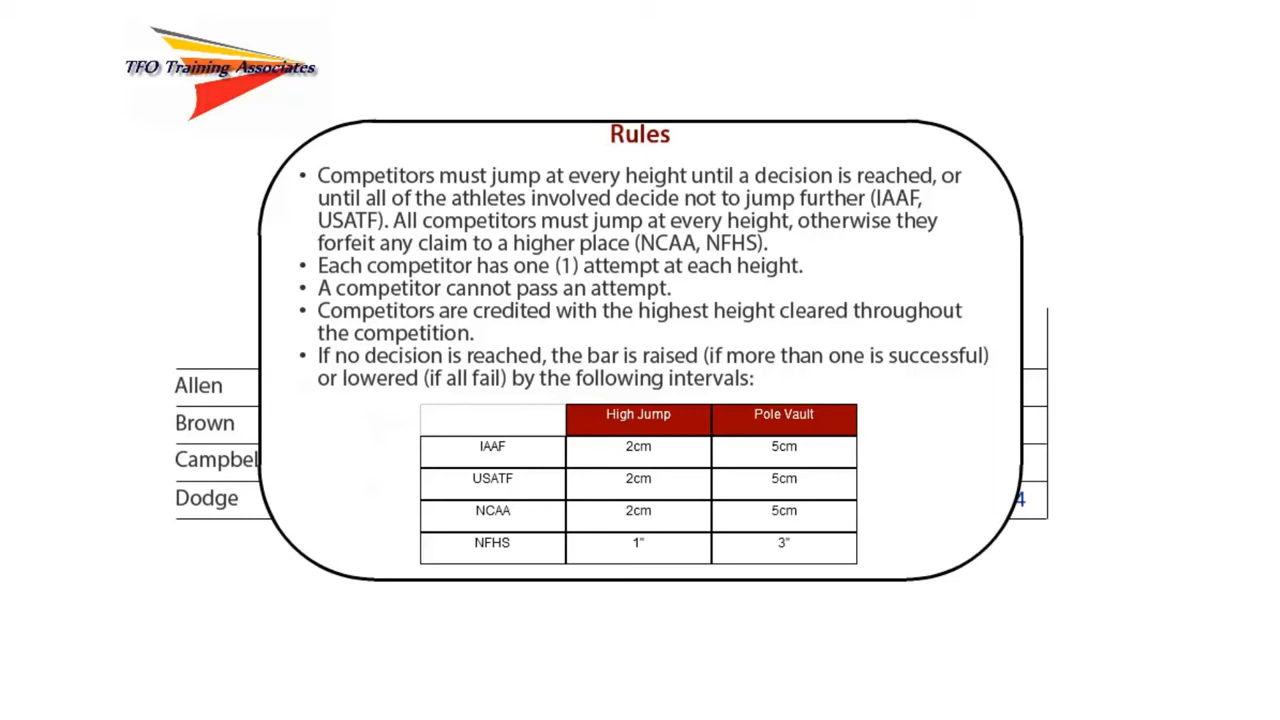 TFO Training Associates
Rules
• Competitors must jump at every height until a decision is reached, or
until all of the athletes involved decide not to jump further (IAAF,
USATF). All competitors must jump at every height, otherwise they
forfeit any claim to a higher place (NCAA, NFHS).
• Each competitor has one (1) attempt at each height.
• A competitor cannot pass an attempt.
• Competitors are credited with the highest height cleared throughout
the competition.
• If no decision is reached, the bar is raised (if more than one is successful)
or lowered (if all fail) by the following intervals:
Allen
Brown
Campbel
Dodge
4
High Jump Pole Vault
IAAF 2cm 5cm
USATF 2cm 5cm
NCAA 2cm 5cm
NFHS 1" 3"